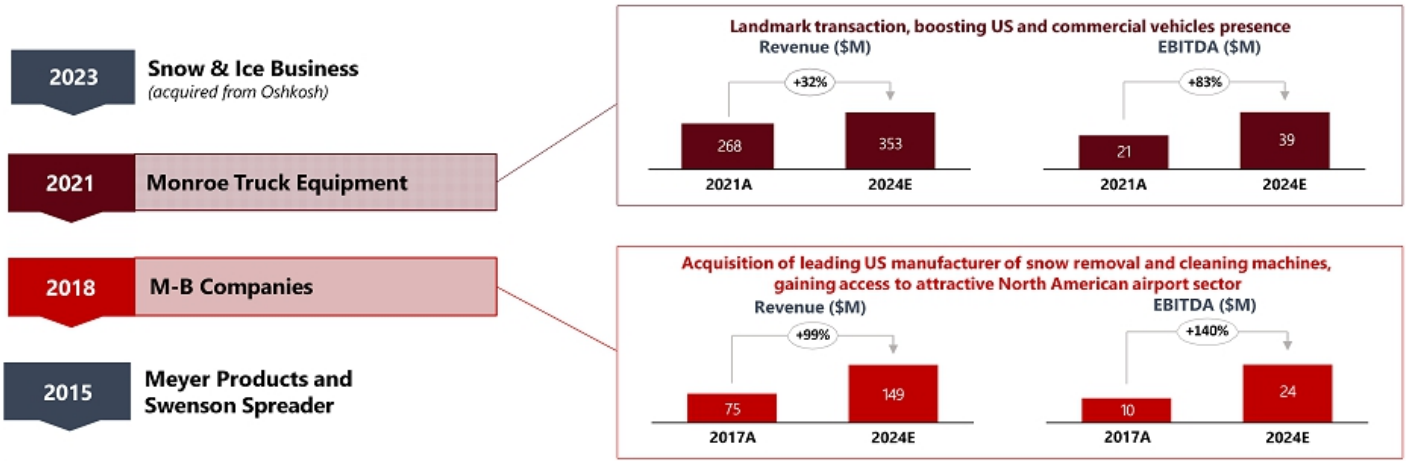 2023
Snow & Ice Business
(acquired from Oshkosh)
2021
Monroe Truck Equipment
2018
M-B Companies
2015
Meyer Products and
Swenson Spreader
Landmark transaction, boosting US and commercial vehicles presence
Revenue ($M)
+32%
268
353
2021A
2024E
EBITDA ($M)
+83%
21
39
2021A
2024E
Acquisition of leading US manufacturer of snow removal and cleaning machines,
gaining access to attractive North American airport sector
Revenue ($M)
+99%
75
149
2017A
2024E
EBITDA ($M)
+140%
10
24
2017A
2024E